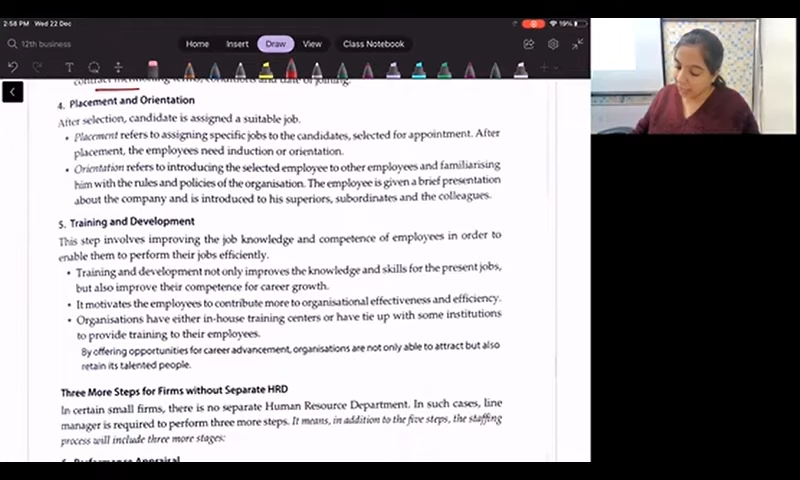 2:58 PM Wed 22 Dec
19%
12th business
Home Insert Draw View Class Notebook
contract mentioning terms, conditions and date of joining.
4. Placement and Orientation
After selection, candidate is assigned a suitable job.
• Placement refers to assigning specific jobs to the candidates, selected for appointment. After
placement, the employees need induction or orientation.
• Orientation refers to introducing the selected employee to other employees and familiarising
him with the rules and policies of the organisation. The employee is given a brief presentation
about the company and is introduced to his superiors, subordinates and the colleagues.
5. Training and Development
This step involves improving the job knowledge and competence of employees in order to
enable them to perform their jobs efficiently.
• Training and development not only improves the knowledge and skills for the present jobs,
but also improve their competence for career growth.
• It motivates the employees to contribute more to organisational effectiveness and efficiency.
• Organisations have either in-house training centers or have tie up with some institutions
to provide training to their employees.
By offering opportunities for career advancement, organisations are not only able to attract but also
retain its talented people.
Three More Steps for Firms without Separate HRD
In certain small firms, there is no separate Human Resource Department. In such cases, line
manager is required to perform three more steps. It means, in addition to the five steps, the staffing
process will include three more stages:
6. Performance Appraisal